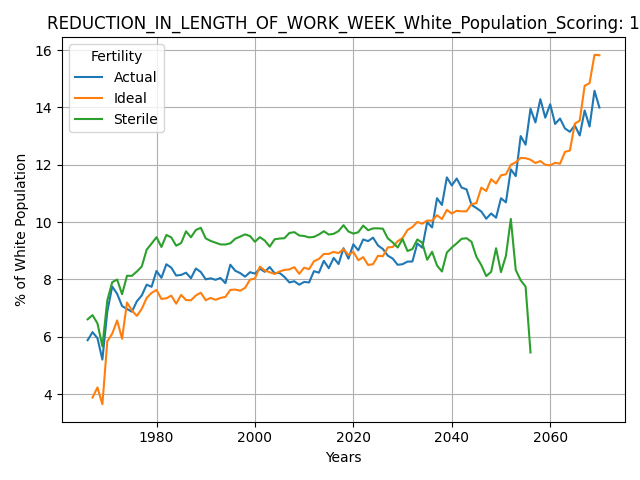 REDUCTION_IN_LENGTH_OF_WORK_WEEK_White_Population_Scoring: 1
Fertility
Actual
Ideal
Sterile
% of White Population
16
14
12
10
8
6
4
1980
2000
2020
2040
2060
Years